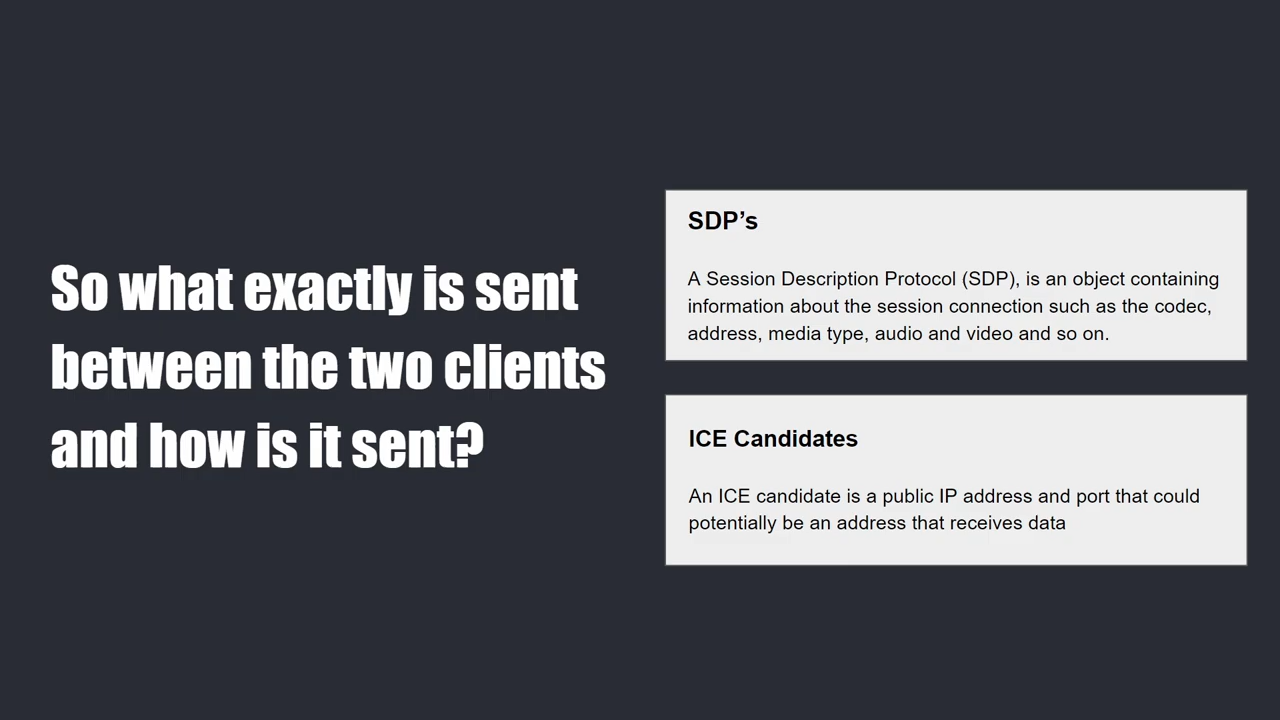 So what exactly is sent
between the two clients
and how is it sent?
SDP’s
A Session Description Protocol (SDP), is an object containing
information about the session connection such as the codec,
address, media type, audio and video and so on.
ICE Candidates
An ICE candidate is a public IP address and port that could
potentially be an address that receives data